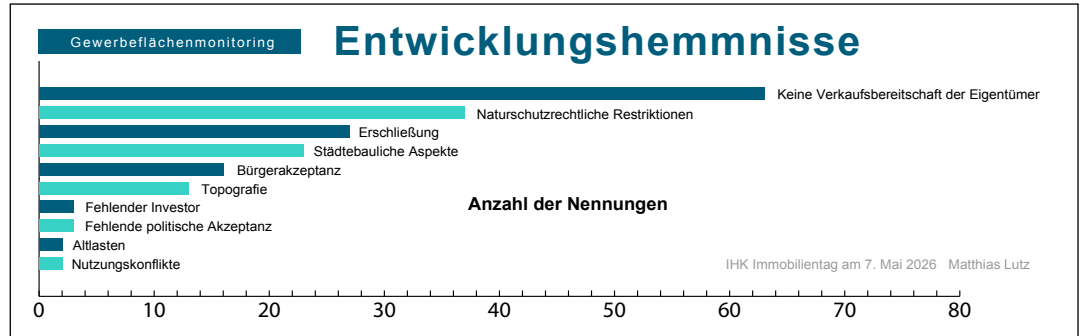 Gewerbeflächenmonitoring
Entwicklungshemmnisse
Keine Verkaufsbereitschaft der Eigentümer
Naturschutzrechtliche Restriktionen
Erschließung
Städtebauliche Aspekte
Bürgerakzeptanz
Topografie
Fehlender Investor
Anzahl der Nennungen
Fehlende politische Akzeptanz
Altlasten
Nutzungskonflikte
IHK Immobilientag am 7. Mai 2026 Matthias Lutz
0 10 20 30 40 50 60 70 80